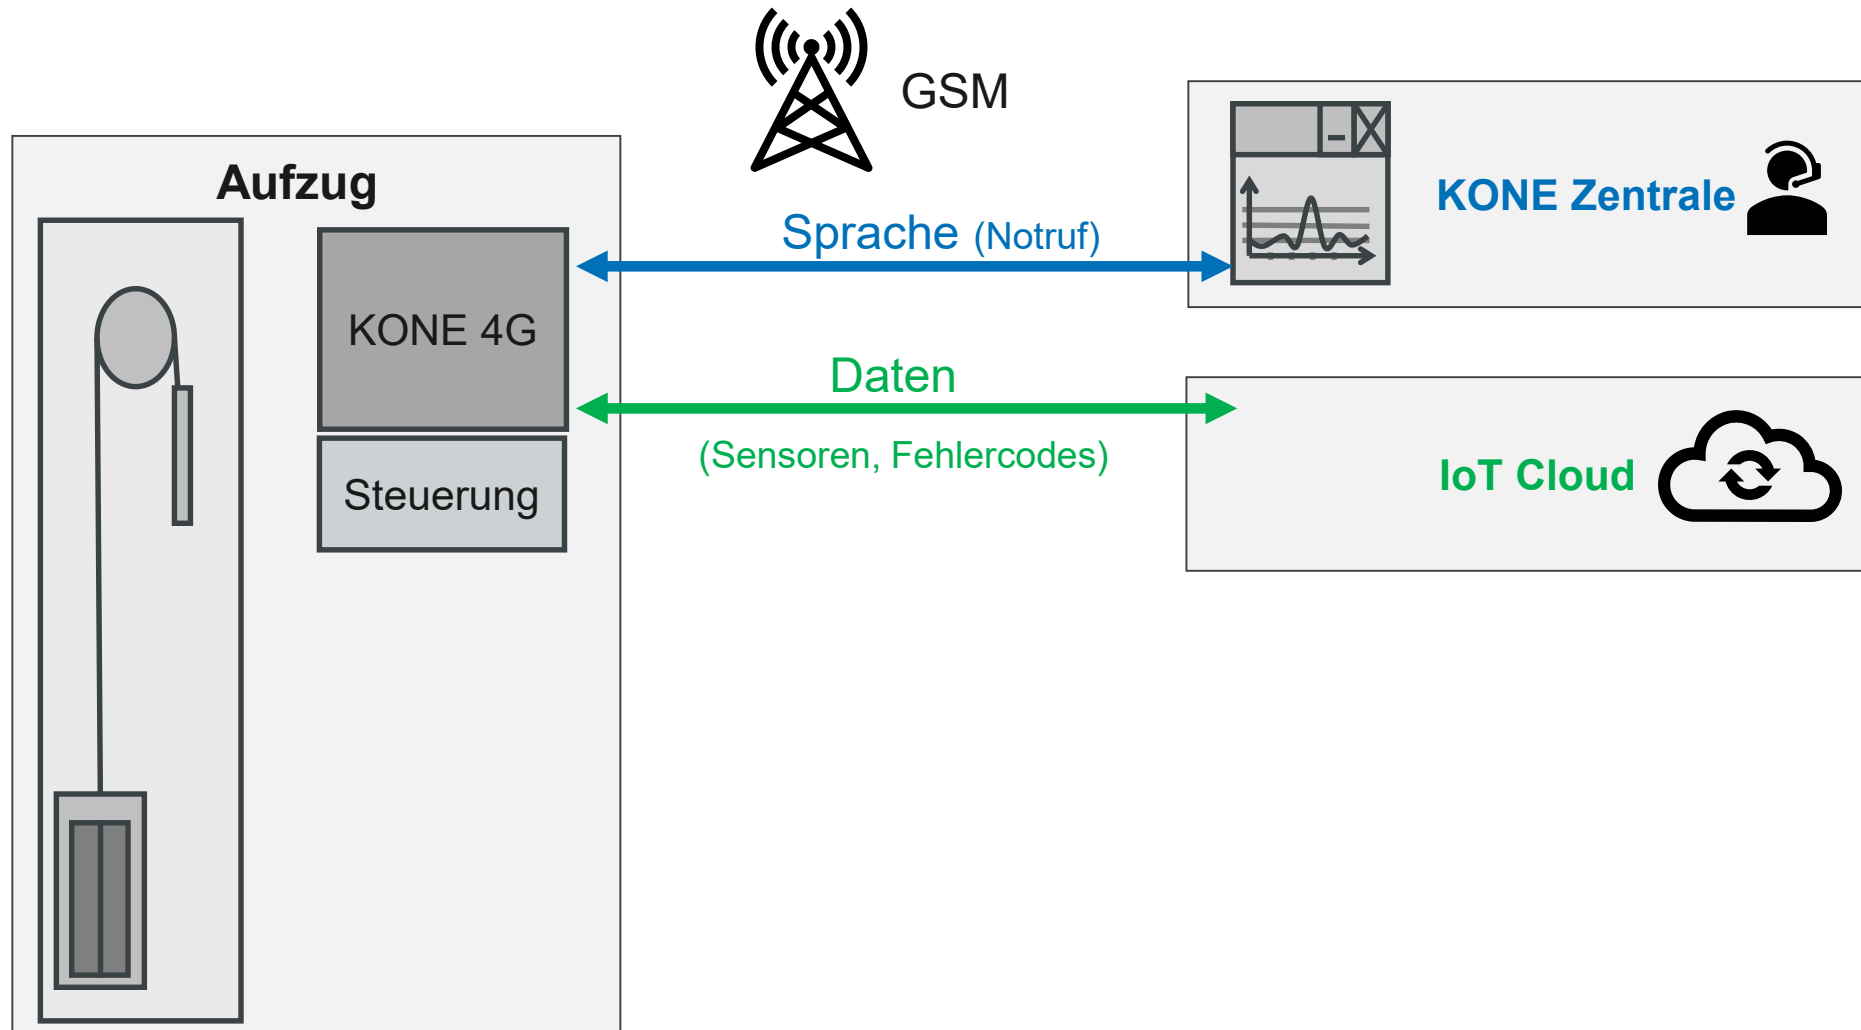 GSM
Aufzug
KONE Zentrale
Sprache (Notruf)
KONE 4G
Daten
(Sensoren, Fehlercodes)
IoT Cloud
Steuerung